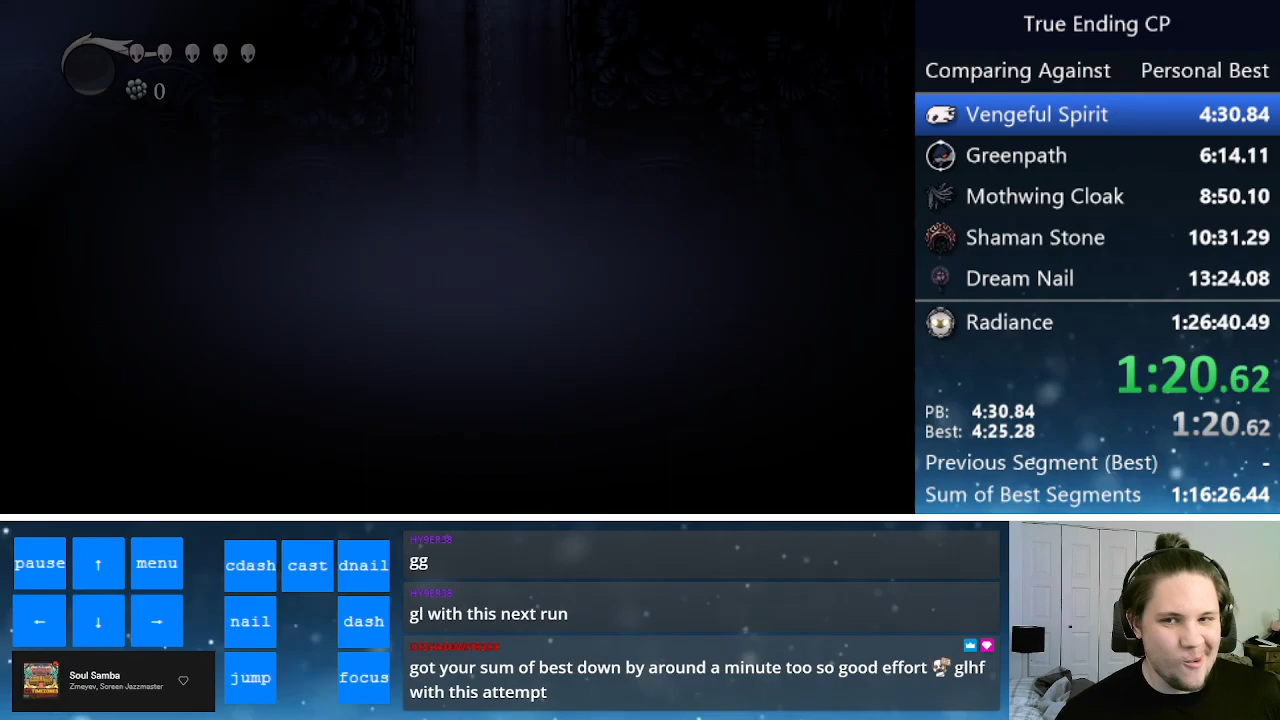 0
True Ending CP
Comparing Against Personal Best
Vengeful Spirit 4:30.84
Greenpath 6:14.11
Mothwing Cloak 8:50.10
Shaman Stone 10:31.29
Dream Nail 13:24.08
Radiance 1:26:40.49
1:20.62
PB: 4:30.84
Best: 4:25.28
1:20.62
Previous Segment (Best) -
Sum of Best Segments 1:16:26.44
pause ↑ menu
← ↓ →
cdash cast dnail
nail dash
jump focus
Soul Samba
Zmeyev, Screen Jazzmaster
HY9ER38
gg
HY9ER38
gl with this next run
got your sum of best down by around a minute too so good effort glhf
with this attempt